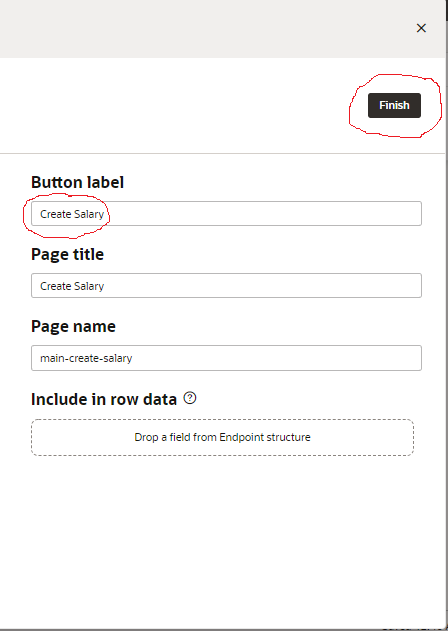 Finish
Button label
Create Salary
Page title
Create Salary
Page name
main-create-salary
Include in row data
Drop a field from Endpoint structure